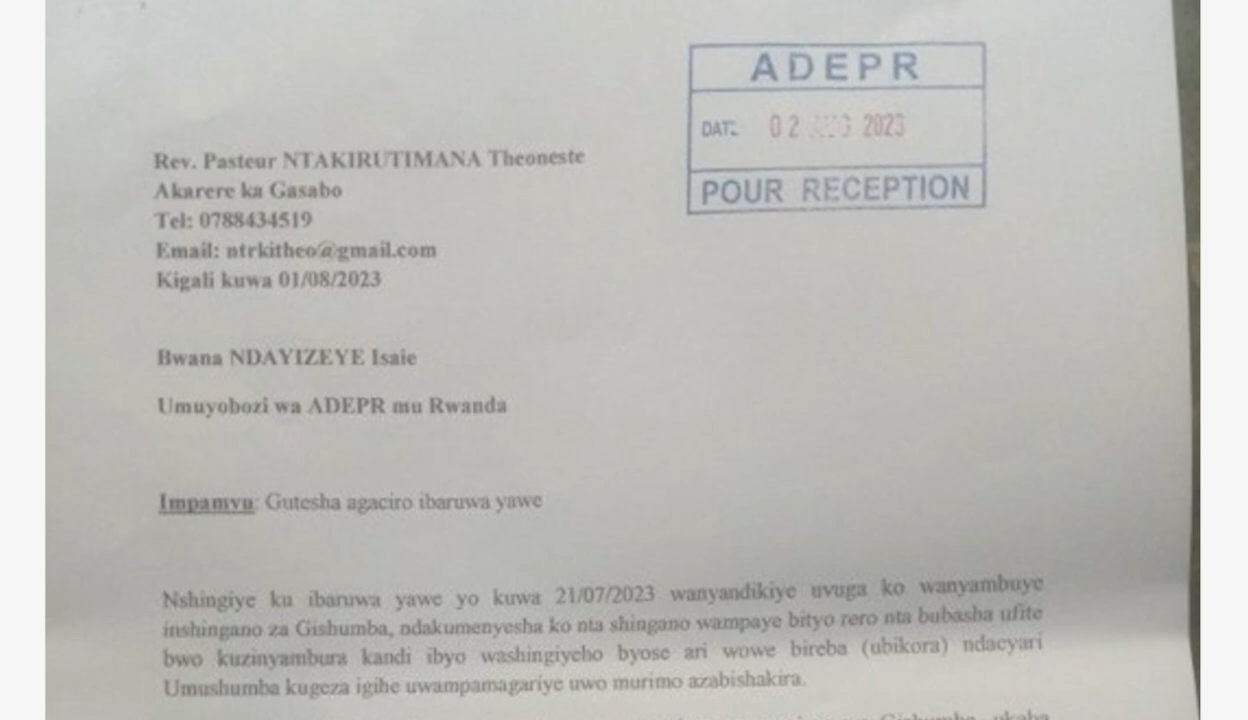 ADEPR
DATE 02 AUG 2023
POUR RECEPTION
Rev. Pasteur NTAKIRUTIMANA Theoneste
Akarere ka Gasabo
Tel: 0788434519
Email: ntrkitheo@gmail.com
Kigali kuwa 01/08/2023
Bwana NDAYIZEYE Isaie
Umuyobozi wa ADEPR mu Rwanda
Impamvu: Gutesha agaciro ibaruwa yawe
Nshingiye ku ibaruwa yawe yo kuwa 21/07/2023 wanyandikiye uvuga ko wanyambuye
inshingano za Gishumba, ndakumenyesha ko nta shingano wampaye bityo rero nta bubasha ufite
bwo kuzinyambura kandi ibyo washingiyeho byose ari wowe bireba (ubikora) ndacyari
Umushumba kugeza igihe uwampamagariye uwo murimo azabishakira.